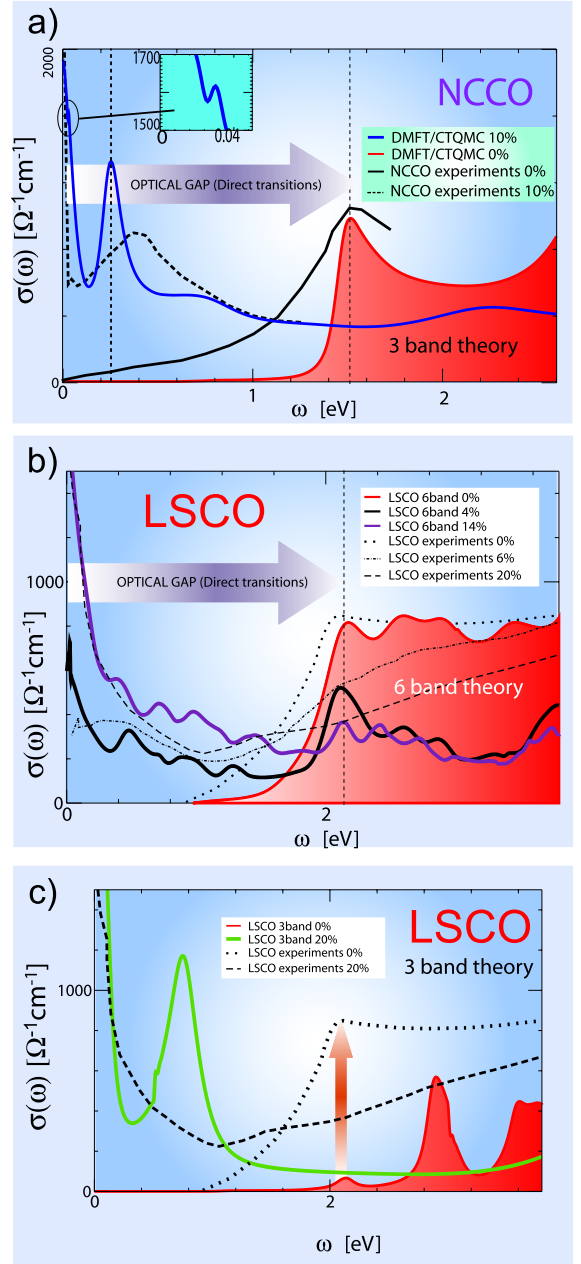 a)
NCCO
2000
1700
1500
0
0.04
DMFT/CTQMC 10%
DMFT/CTQMC 0%
NCCO experiments 0%
NCCO experiments 10%
OPTICAL GAP (Direct transitions)
σ(ω) [Ω⁻¹cm⁻¹]
3 band theory
0
0
1
2
ω [eV]
b)
LSCO
LSCO 6band 0%
LSCO 6band 4%
LSCO 6band 14%
LSCO experiments 0%
LSCO experiments 6%
LSCO experiments 20%
1000
OPTICAL GAP (Direct transitions)
σ(ω) [Ω⁻¹cm⁻¹]
6 band theory
0
0
2
ω [eV]
c)
LSCO
3 band theory
LSCO 3band 0%
LSCO 3band 20%
LSCO experiments 0%
LSCO experiments 20%
1000
σ(ω) [Ω⁻¹cm⁻¹]
0
0
2
ω [eV]